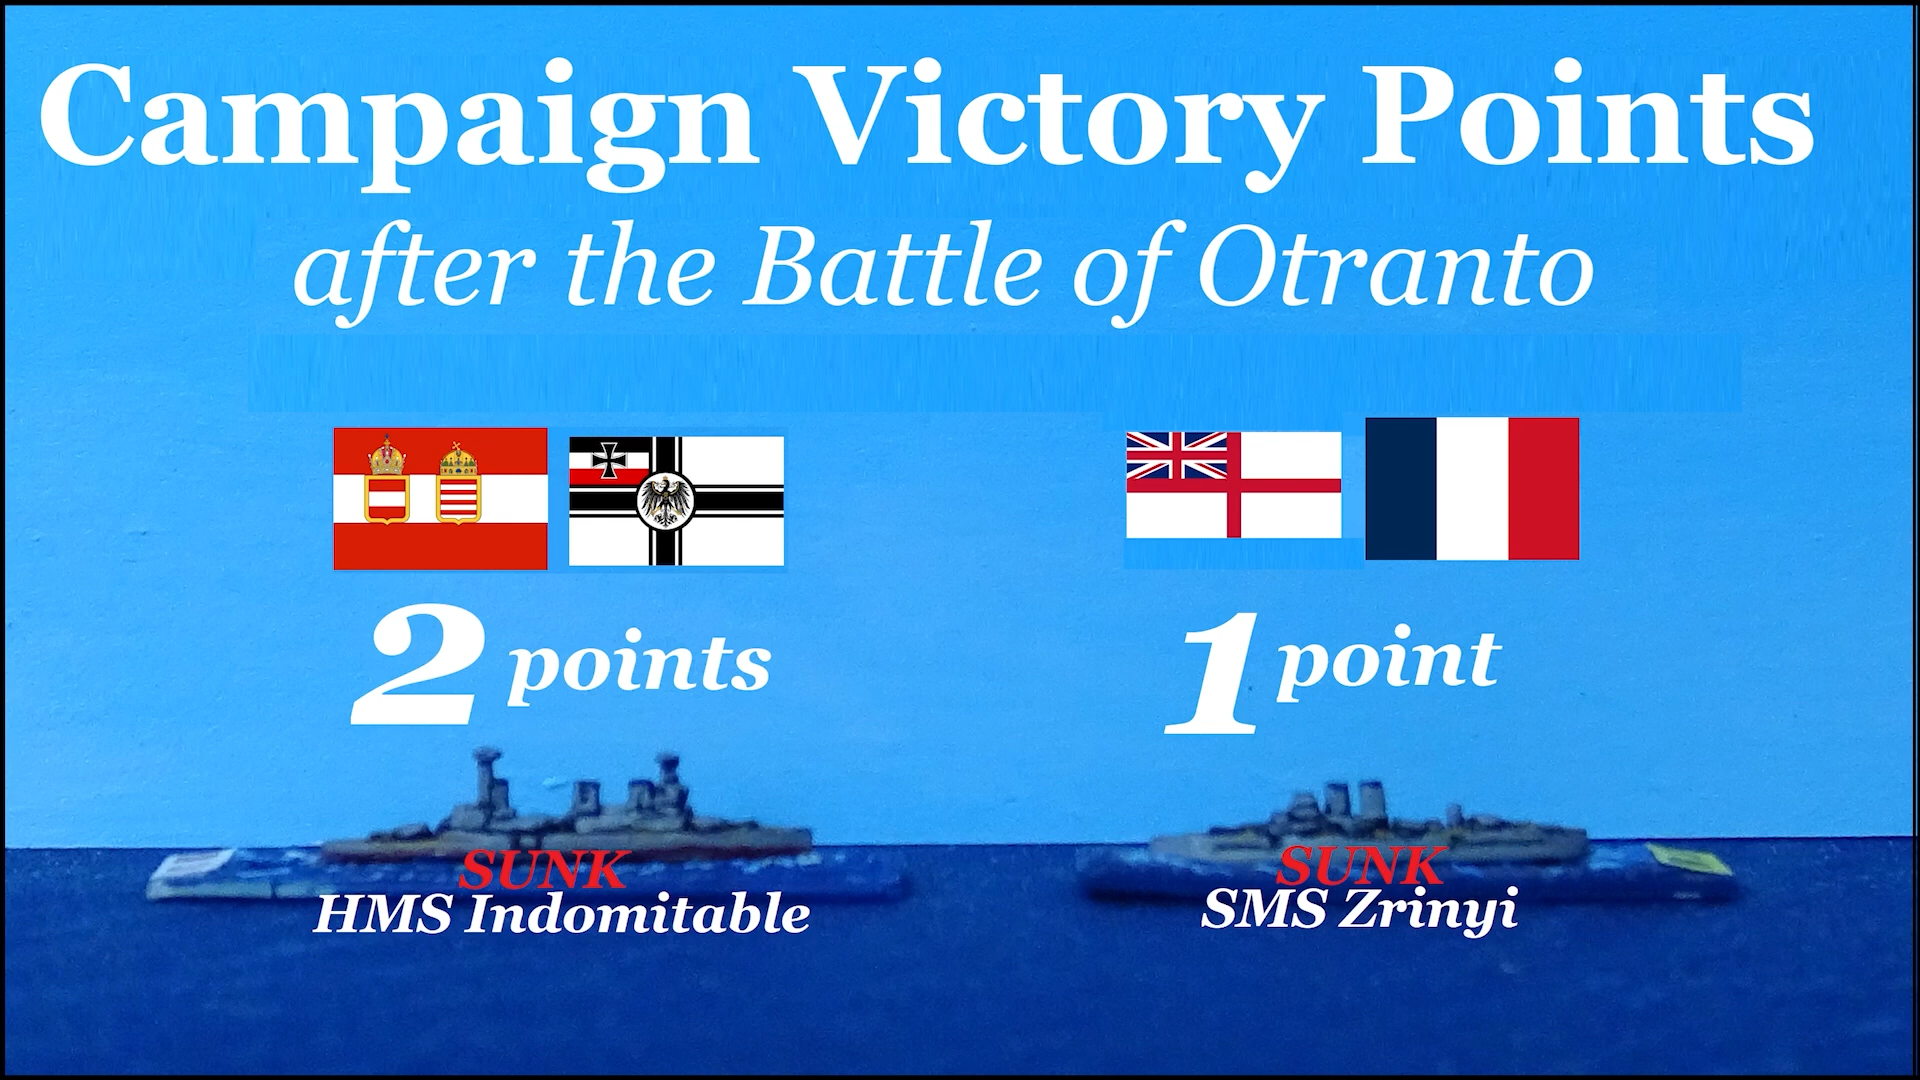 Campaign Victory Points
after the Battle of Otranto
2 points
1 point
SUNK
HMS Indomitable
SUNK
SMS Zrinyi